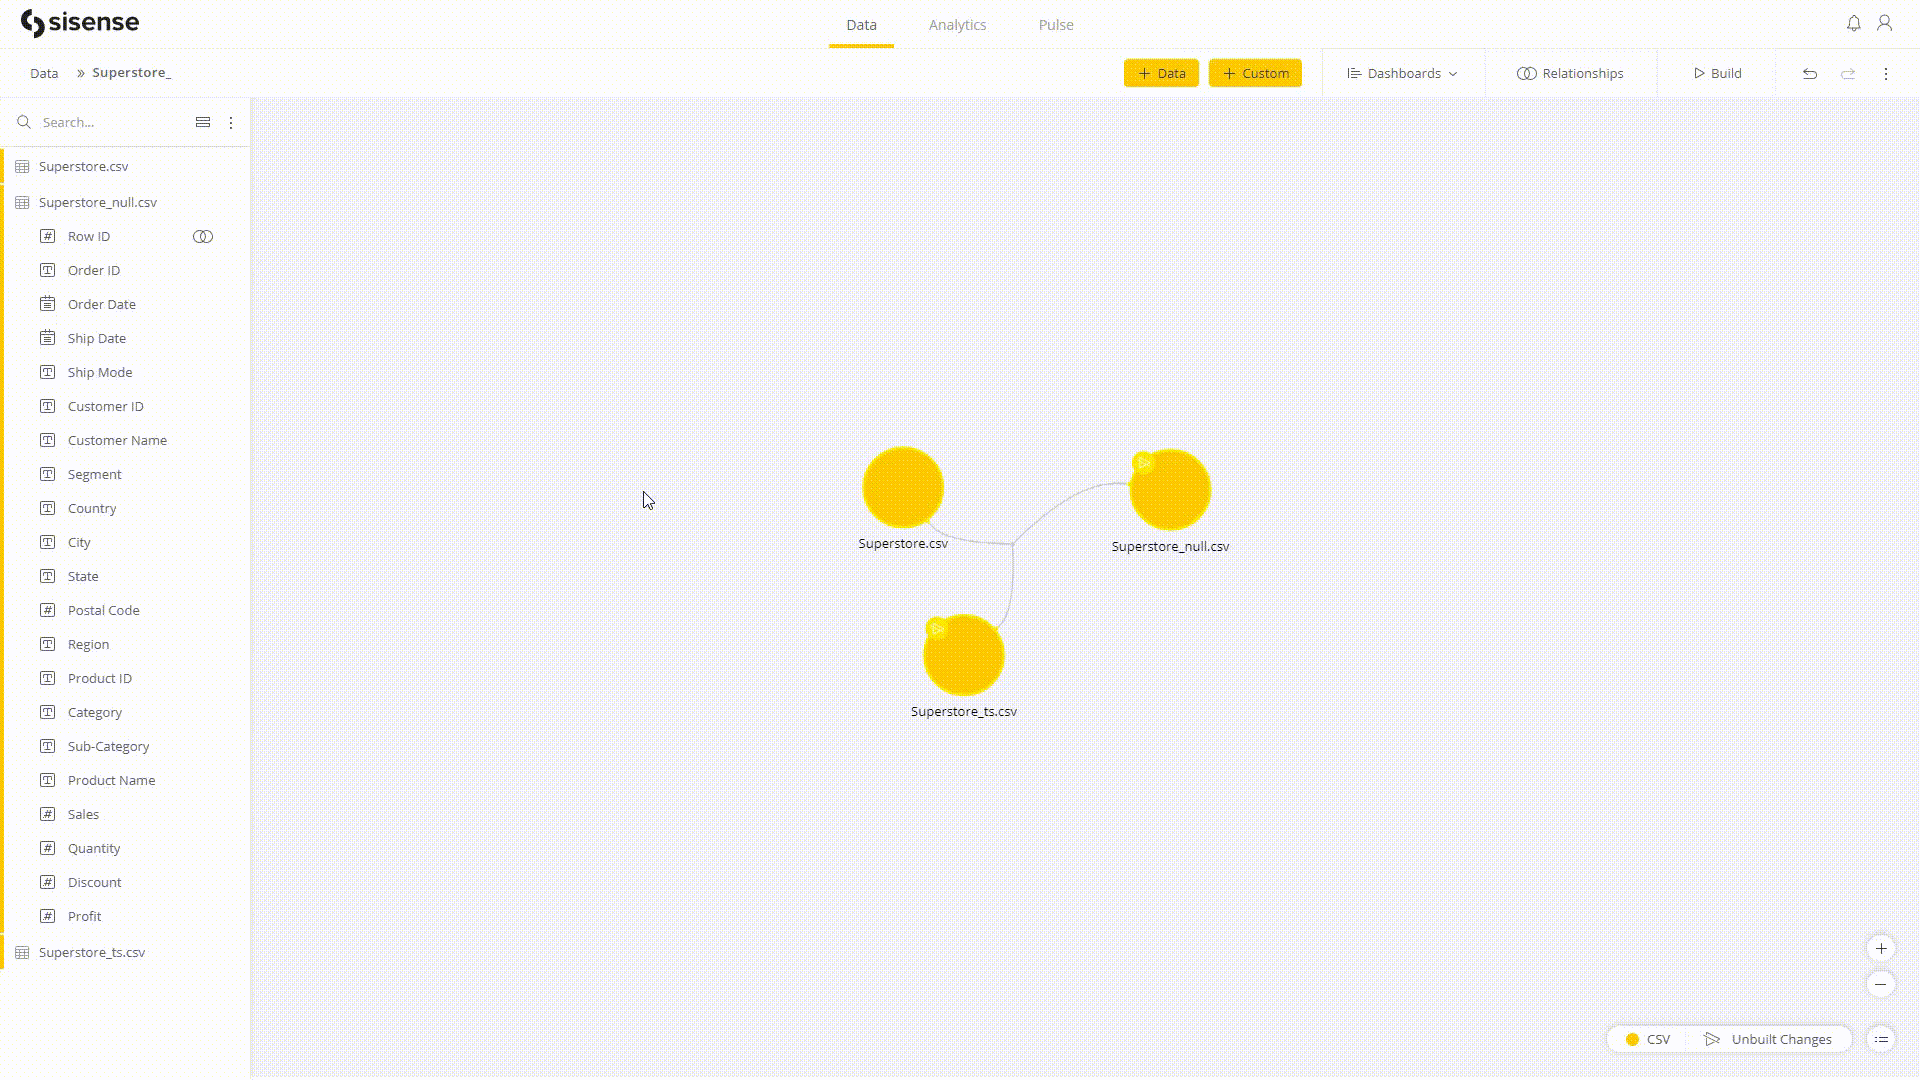 sisense
Data
Analytics
Pulse
Data » Superstore_
+ Data
+ Custom
Dashboards
Relationships
Build
Search...
Superstore.csv
Superstore_null.csv
Row ID
Order ID
Order Date
Ship Date
Ship Mode
Customer ID
Customer Name
Segment
Country
City
State
Postal Code
Region
Product ID
Category
Sub-Category
Product Name
Sales
Quantity
Discount
Profit
Superstore_ts.csv
Superstore.csv
Superstore_null.csv
Superstore_ts.csv
CSV
Unbuilt Changes